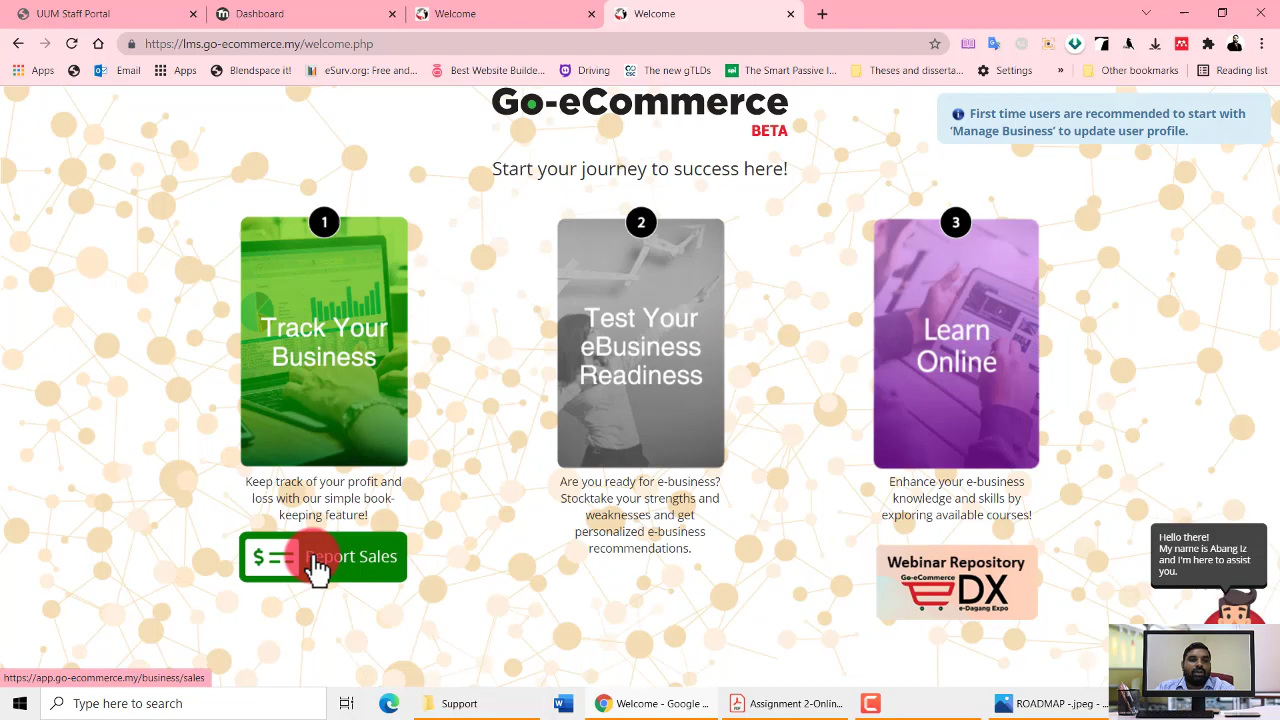 UUM Staff Portal
Welcome
Welcome
https://lms.go-ecommerce.my/welcome.php
Apps
Zoom
Email
Apps
Blendspace it!
eSurv.org: Free and...
Best Website Builde...
Driving
The new gTLDs
The Smart Passive I...
Theses and disserta...
Settings
»
Other bookmarks
Reading list
Go-eCommerce
BETA
First time users are recommended to start with
'Manage Business' to update user profile.
Start your journey to success here!
1
2
3
Track Your
Business
Test Your
eBusiness
Readiness
Learn
Online
Keep track of your profit and
loss with our simple book-
keeping feature!
Are you ready for e-business?
Stocktake your strengths and
weaknesses and get
personalized e-business
recommendations.
Enhance your e-business
knowledge and skills by
exploring available courses!
$ Report Sales
Webinar Repository
Go-eCommerce
DX
e-Dagang Expo
Hello there!
My name is Abang Iz
and I'm here to assist
you.
https://app.go-ecommerce.my/business/sales
Type here to search
Welcome - Google
Assignment 2-Onlin...
ROADMAP -.jpeg -